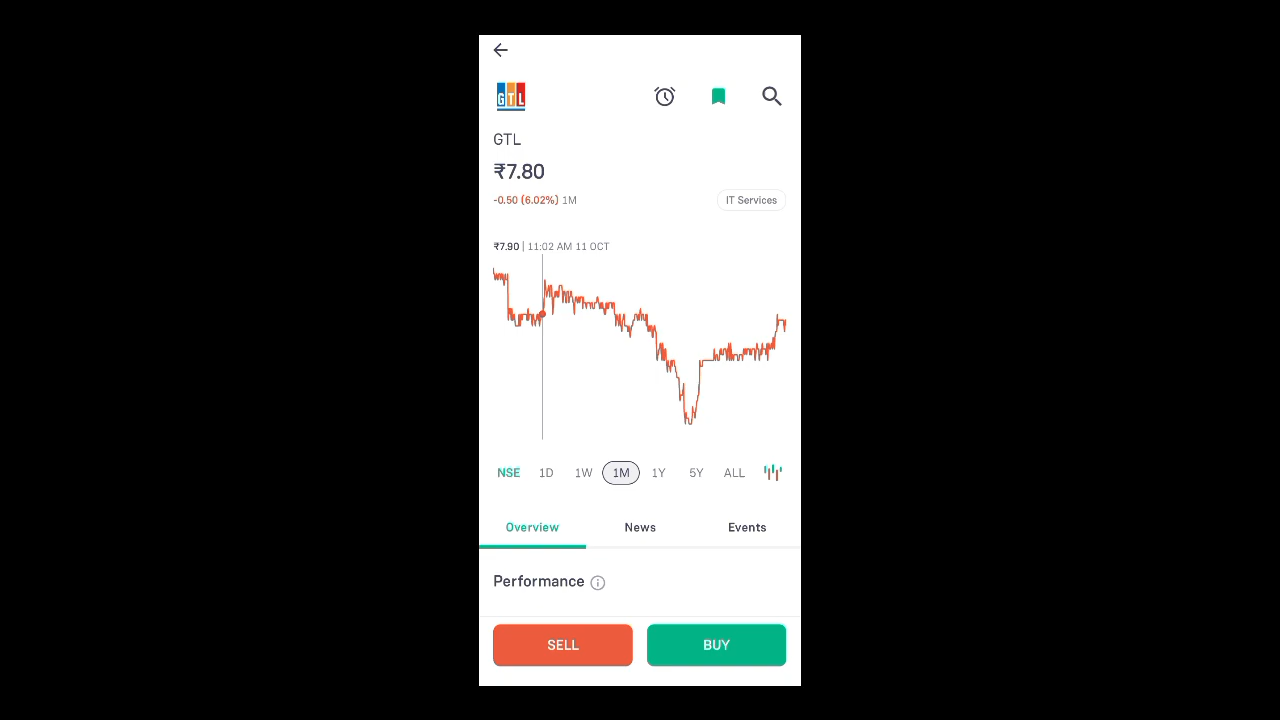 GTL
GTL
₹7.80
-0.50 (6.02%) 1M
IT Services
₹7.90 | 11:02 AM 11 OCT
NSE 1D 1W 1M 1Y 5Y ALL
Overview News Events
Performance
SELL BUY